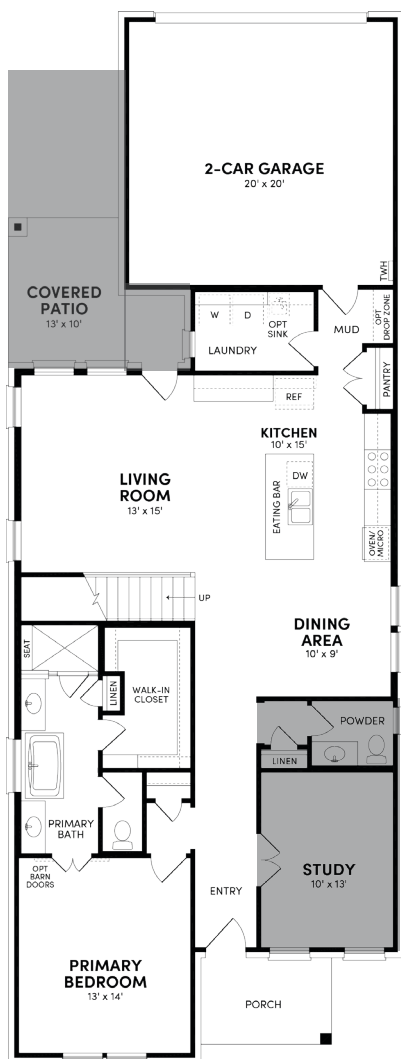 2-CAR GARAGE
20' x 20'
TWH
COVERED
PATIO
13' x 10'
W
D
OPT
SINK
LAUNDRY
MUD
OPT
DROP ZONE
PANTRY
REF
KITCHEN
10' x 15'
LIVING
ROOM
13' x 15'
EATING BAR
DW
OVEN/
MICRO
UP
DINING
AREA
10' x 9'
SEAT
LINEN
WALK-IN
CLOSET
POWDER
LINEN
PRIMARY
BATH
OPT
BARN
DOORS
STUDY
10' x 13'
ENTRY
PRIMARY
BEDROOM
13' x 14'
PORCH